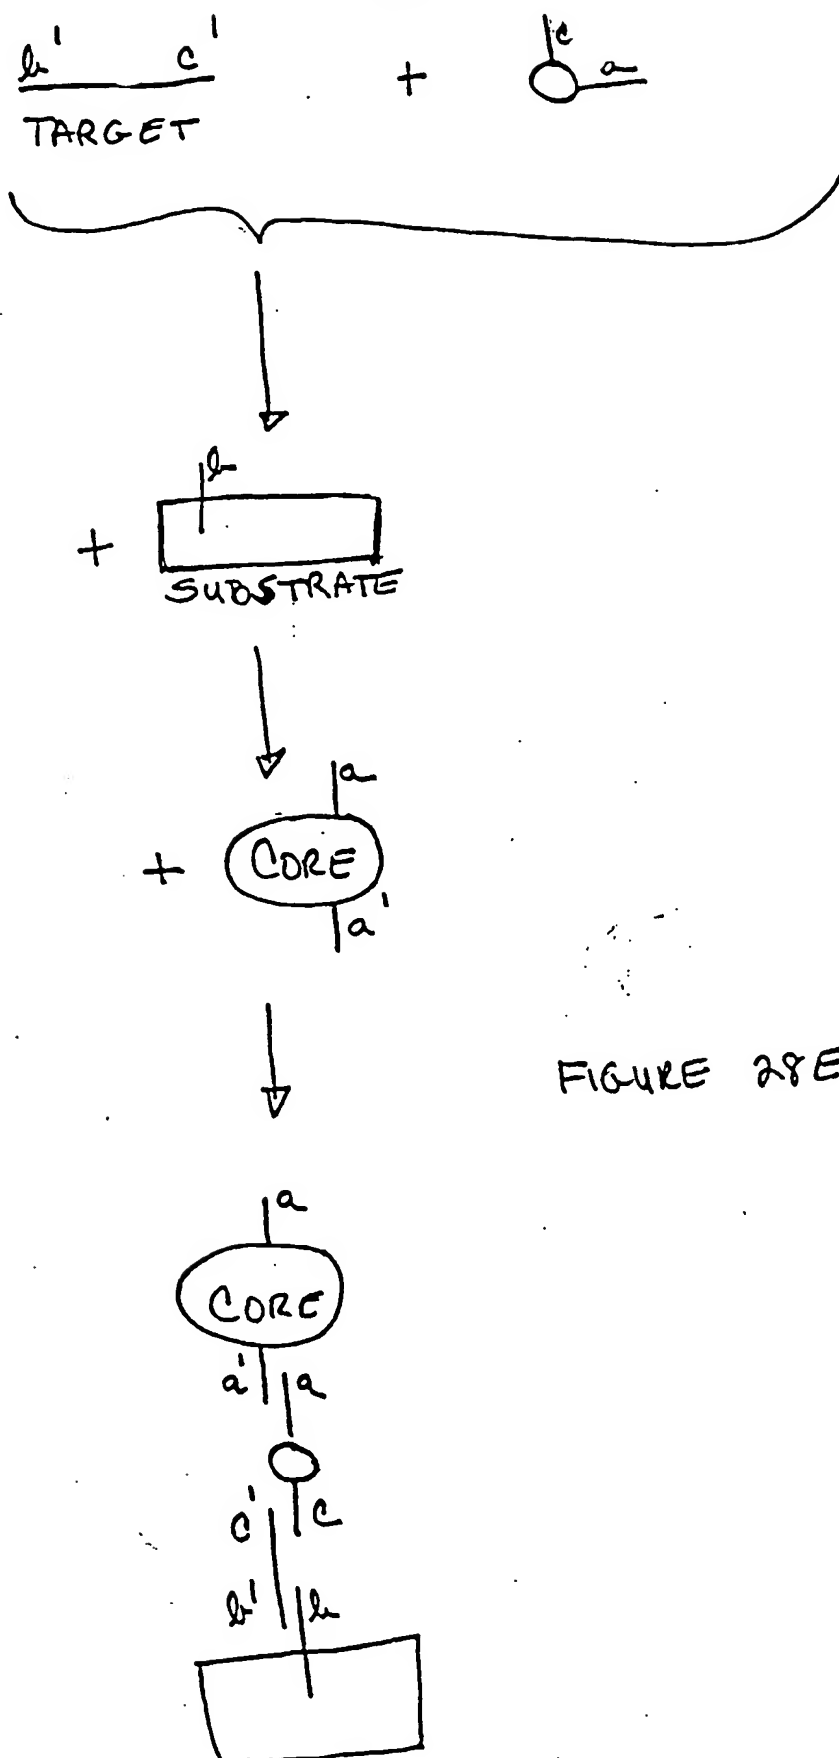 b' c' + c
a
TARGET
b
+
SUBSTRATE
a
+ CORE
a'
FIGURE 28E
a
CORE
a' a
c' c
b' b